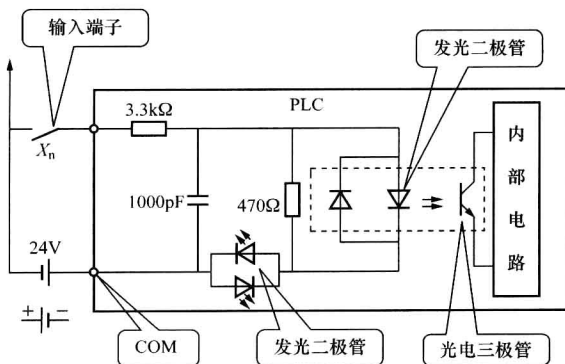 输入端子
发光二极管
PLC
3.3kΩ
Xn
1000pF
470Ω
内部电路
24V
+ −
COM
发光二极管
光电三极管